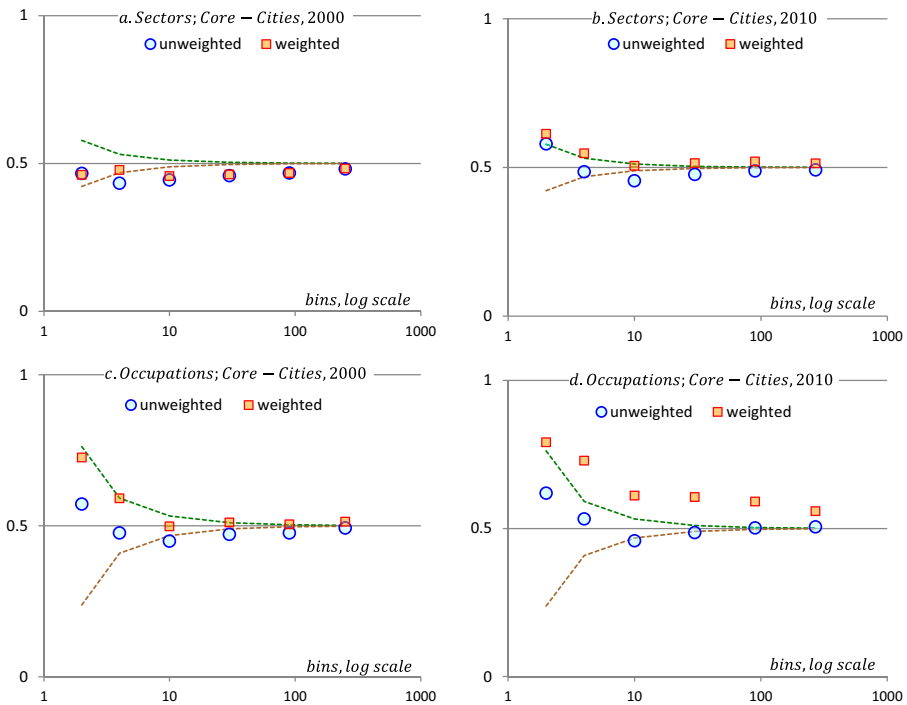 a. Sectors; Core − Cities, 2000
1
unweighted weighted
0.5
bins, log scale
0
1 10 100 1000
b. Sectors; Core − Cities, 2010
1
unweighted weighted
0.5
bins, log scale
0
1 10 100 1000
c. Occupations; Core − Cities, 2000
1
unweighted weighted
0.5
bins, log scale
0
1 10 100 1000
d. Occupations; Core − Cities, 2010
1
unweighted weighted
0.5
bins, log scale
0
1 10 100 1000